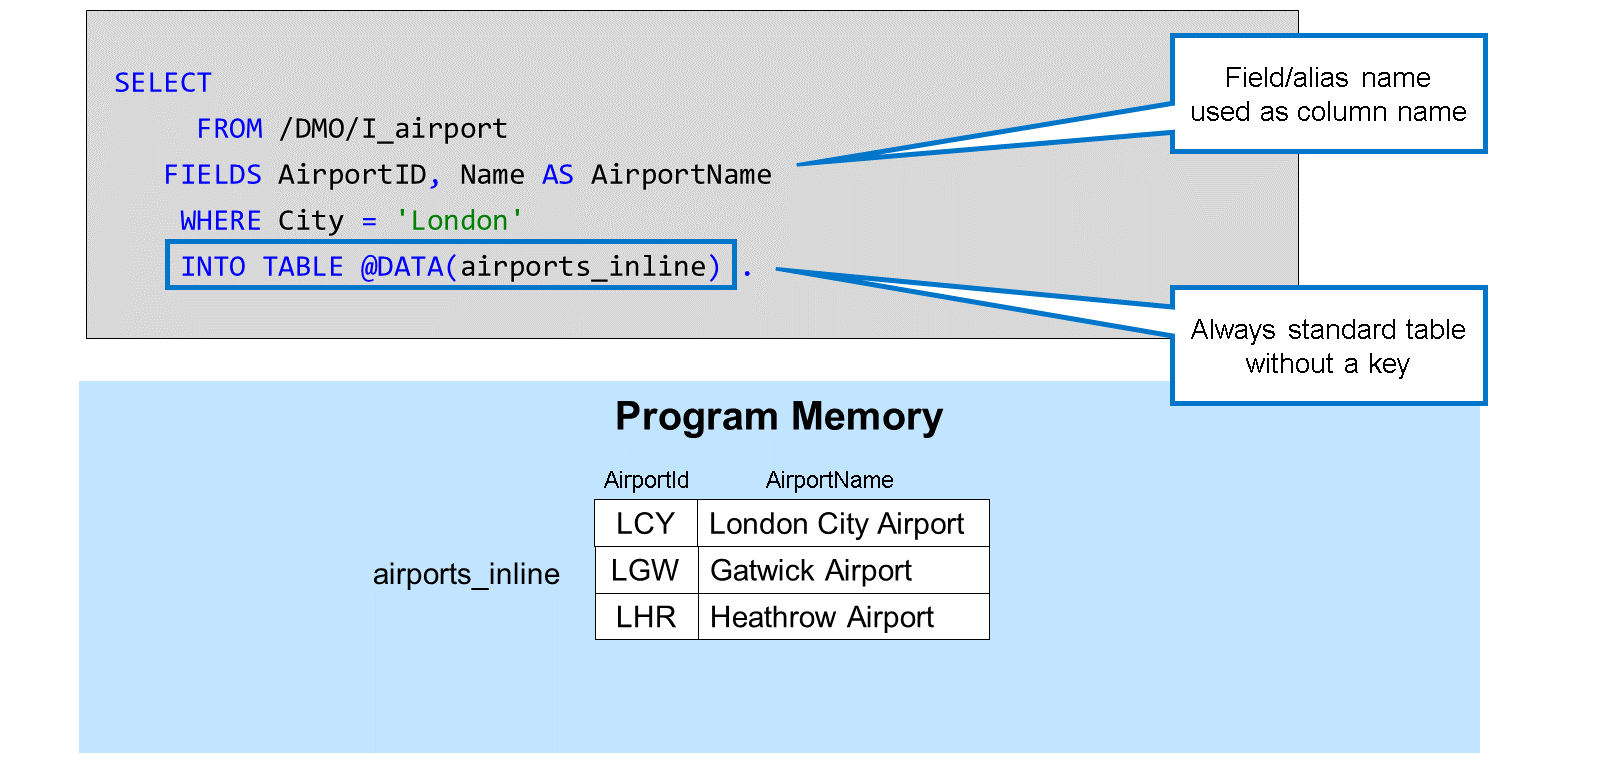 SELECT
FROM /DMO/I_airport
FIELDS AirportID, Name AS AirportName
WHERE City = 'London'
INTO TABLE @DATA(airports_inline) .
Field/alias name
used as column name
Always standard table
without a key
Program Memory
AirportId AirportName
LCY London City Airport
airports_inline
LGW Gatwick Airport
LHR Heathrow Airport